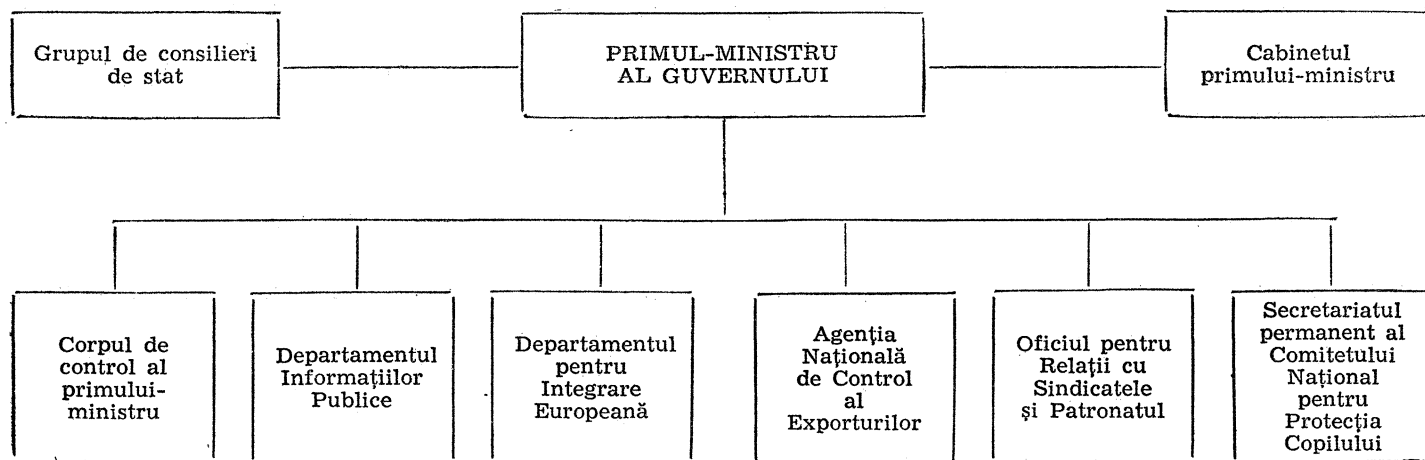 Grupul de consilieri
de stat
PRIMUL-MINISTRU
AL GUVERNULUI
Cabinetul
primului-ministru
Corpul de
control al
primului-
ministru
Departamentul
Informațiilor
Publice
Departamentul
pentru
Integrare
Europeană
Agenția
Națională
de Control
al
Exporturilor
Oficiul pentru
Relații cu
Sindicatele
și Patronatul
Secretariatul
permanent al
Comitetului
Național
pentru
Protecția
Copilului